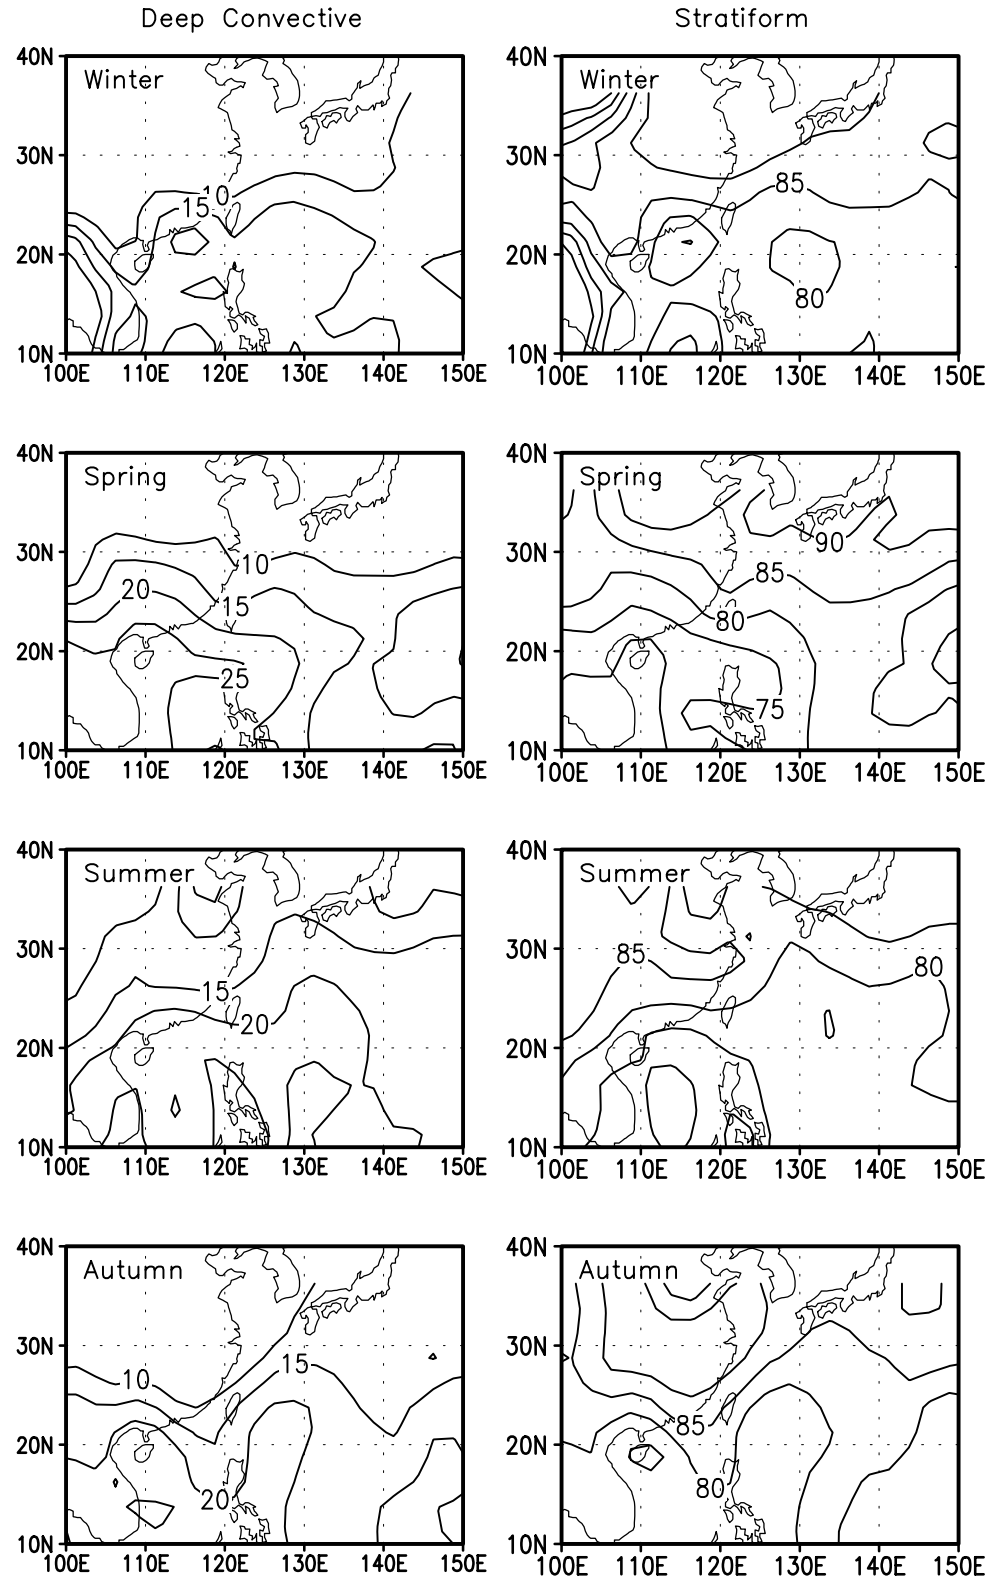 Deep Convective Stratiform
40N Winter 40N Winter
30N 10 30N 85
15
20N 20N 80
10N 10N
100E 110E 120E 130E 140E 150E 100E 110E 120E 130E 140E 150E
40N Spring 40N Spring
30N 10 30N 90
20 15 85
80
20N 25 20N 75
10N 10N
100E 110E 120E 130E 140E 150E 100E 110E 120E 130E 140E 150E
40N Summer 40N Summer
30N 15 30N 85 80
20
20N 20N
10N 10N
100E 110E 120E 130E 140E 150E 100E 110E 120E 130E 140E 150E
40N Autumn 40N Autumn
30N 15 30N
10 85
20N 20 20N 80
10N 10N
100E 110E 120E 130E 140E 150E 100E 110E 120E 130E 140E 150E